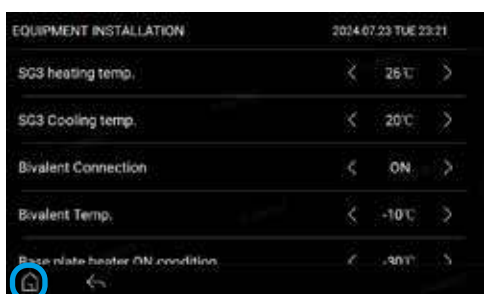 EQUIPMENT INSTALLATION 2024.07.23 TUE 23:21
SG3 heating temp. < 26℃ >
SG3 Cooling temp. < 20℃ >
Bivalent Connection < ON >
Bivalent Temp. < -10℃ >
Base plate heater ON condition < -30℃ >